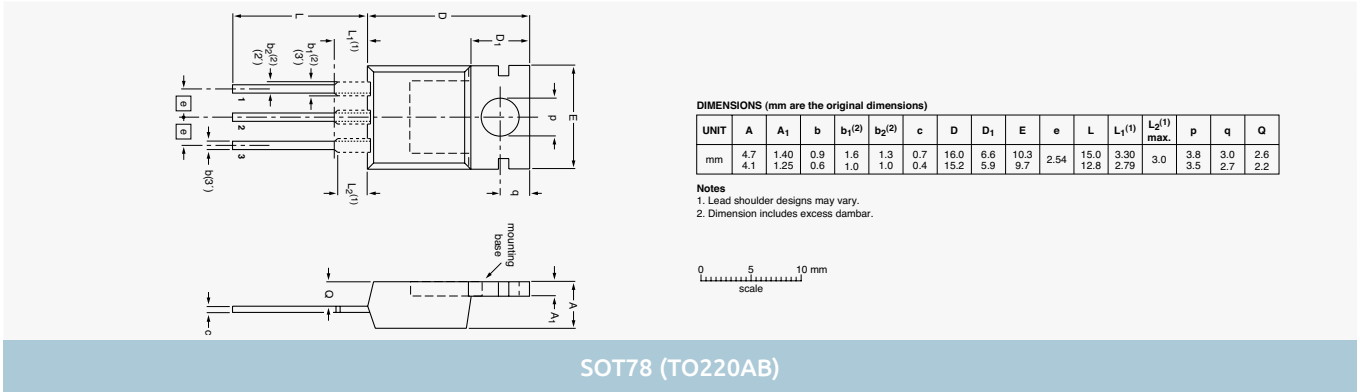 L
D
L1(1)
D1
b2(2)
(2˟)
b1(2)
(3˟)
e
e
1
2
3
p
E
b(3˟)
L2(1)
q
mounting
base
Q
A
A1
c
DIMENSIONS (mm are the original dimensions)
UNIT A A1 b b1(2) b2(2) c D D1 E e L L1(1) L2(1) max. p q Q
mm 4.7 4.1 1.40 1.25 0.9 0.6 1.6 1.0 1.3 1.0 0.7 0.4 16.0 15.2 6.6 5.9 10.3 9.7 2.54 15.0 12.8 3.30 2.79 3.0 3.8 3.5 3.0 2.7 2.6 2.2
Notes
1. Lead shoulder designs may vary.
2. Dimension includes excess dambar.
0 5 10 mm
scale
SOT78 (TO220AB)